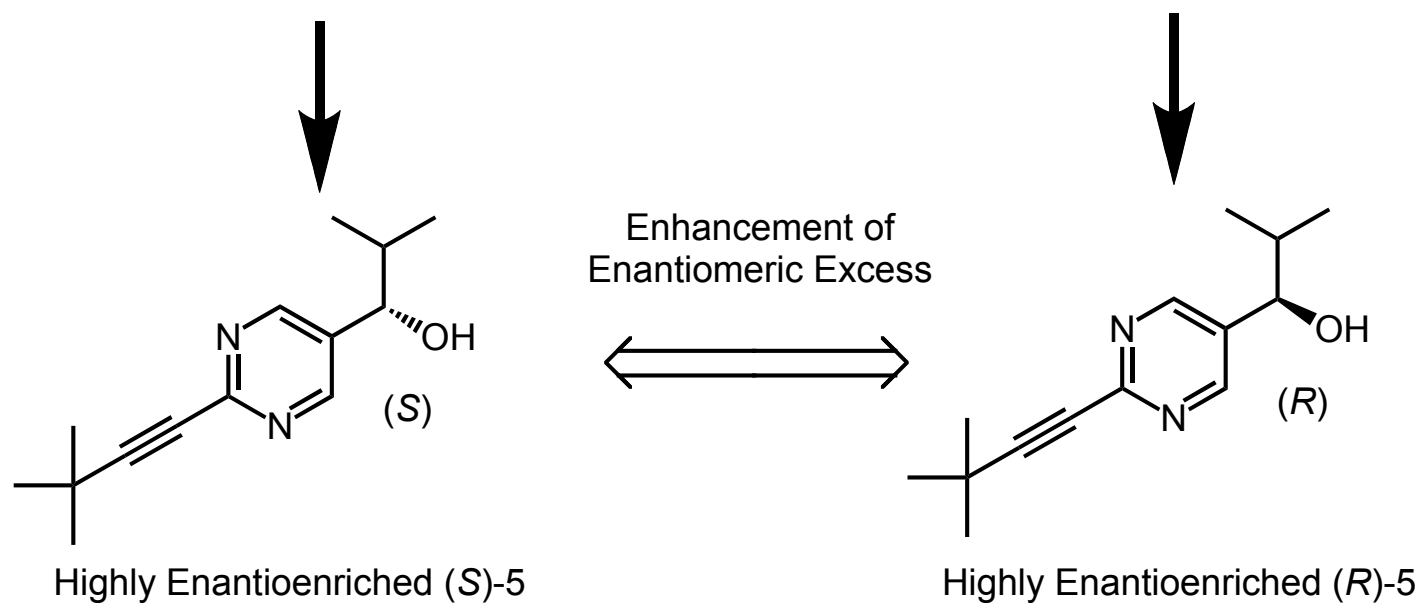 Enhancement of
Enantiomeric Excess
N
OH
N
(S)
N
OH
N
(R)
Highly Enantioenriched (S)-5
Highly Enantioenriched (R)-5